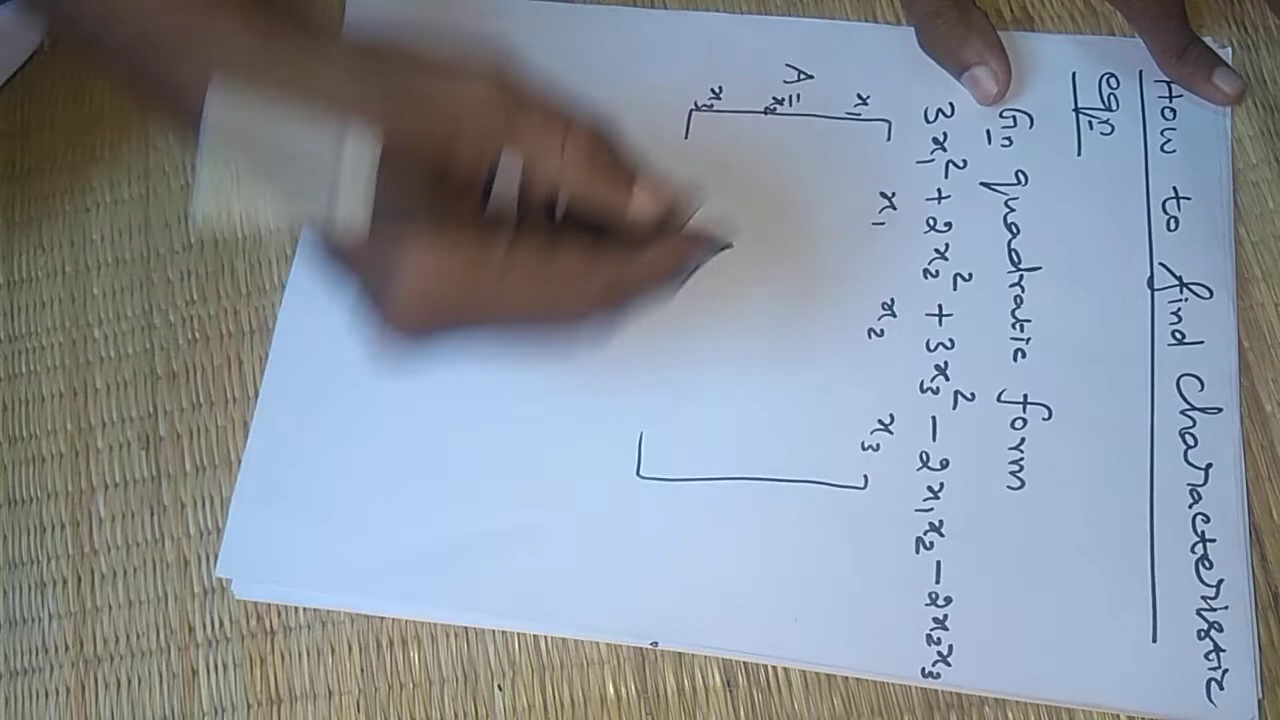 How to find characteristic
eqn
Gn quadratic form
3x₁² + 2x₂² + 3x₃² - 2x₁x₂ - 2x₂x₃
x₁ x₂ x₃
x₁
A = x₂
x₃